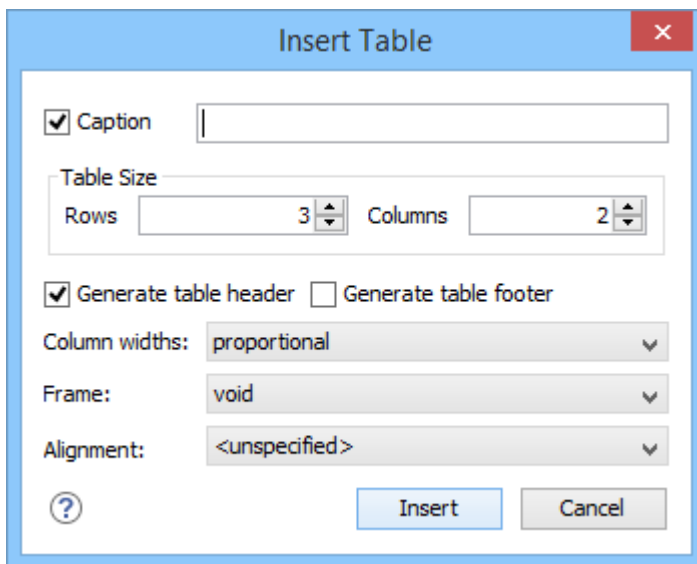 Insert Table
Caption
Table Size
Rows 3 Columns 2
Generate table header Generate table footer
Column widths: proportional
Frame: void
Alignment: <unspecified>
? Insert Cancel